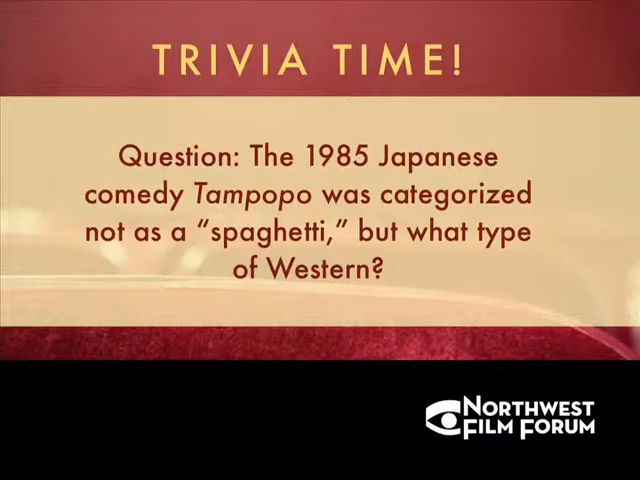 TRIVIA TIME!
Question: The 1985 Japanese
comedy Tampopo was categorized
not as a “spaghetti,” but what type
of Western?
NORTHWEST
FILM FORUM